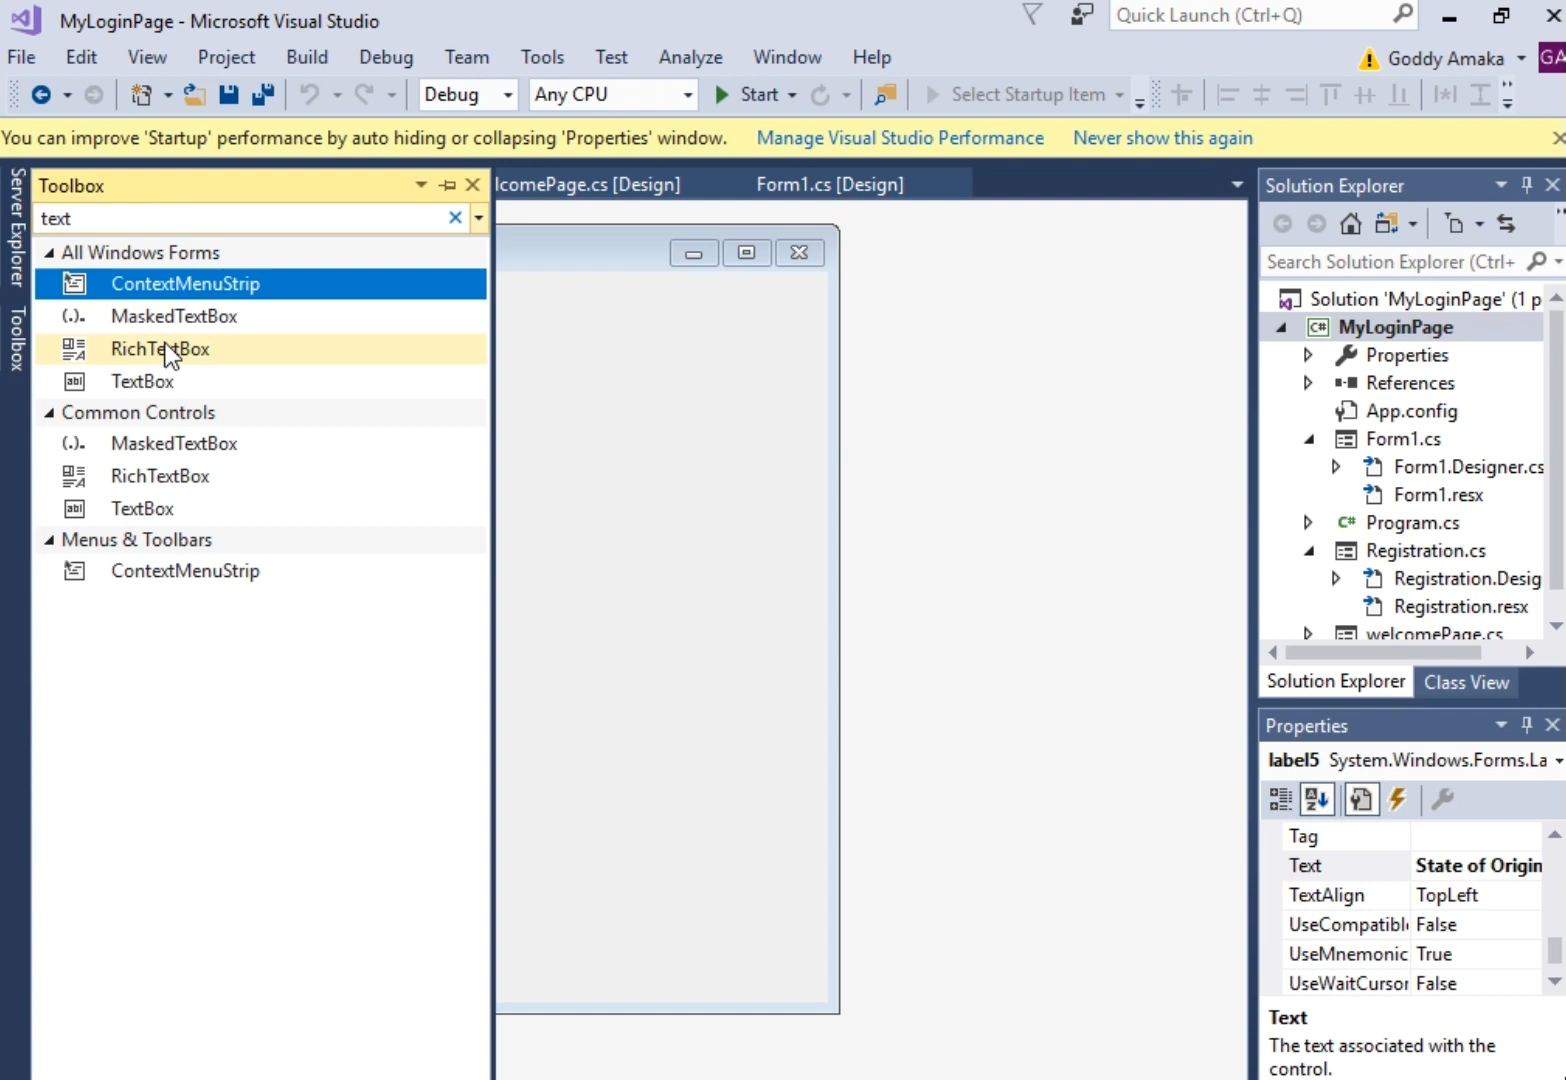 MyLoginPage - Microsoft Visual Studio
Quick Launch (Ctrl+Q)
File Edit View Project Build Debug Team Tools Test Analyze Window Help
Goddy Amaka
GA
Debug Any CPU Start Select Startup Item
You can improve 'Startup' performance by auto hiding or collapsing 'Properties' window. Manage Visual Studio Performance Never show this again
Server Explorer
Toolbox
Toolbox
text
All Windows Forms
ContextMenuStrip
MaskedTextBox
RichTextBox
TextBox
Common Controls
MaskedTextBox
RichTextBox
TextBox
Menus & Toolbars
ContextMenuStrip
lcomePage.cs [Design]
Form1.cs [Design]
Solution Explorer
Search Solution Explorer (Ctrl+
Solution 'MyLoginPage' (1 p
C# MyLoginPage
Properties
References
App.config
Form1.cs
Form1.Designer.cs
Form1.resx
C# Program.cs
Registration.cs
Registration.Desig
Registration.resx
welcomePage.cs
Solution Explorer Class View
Properties
label5 System.Windows.Forms.La
Tag
Text State of Origin
TextAlign TopLeft
UseCompatibl False
UseMnemonic True
UseWaitCursor False
Text
The text associated with the
control.